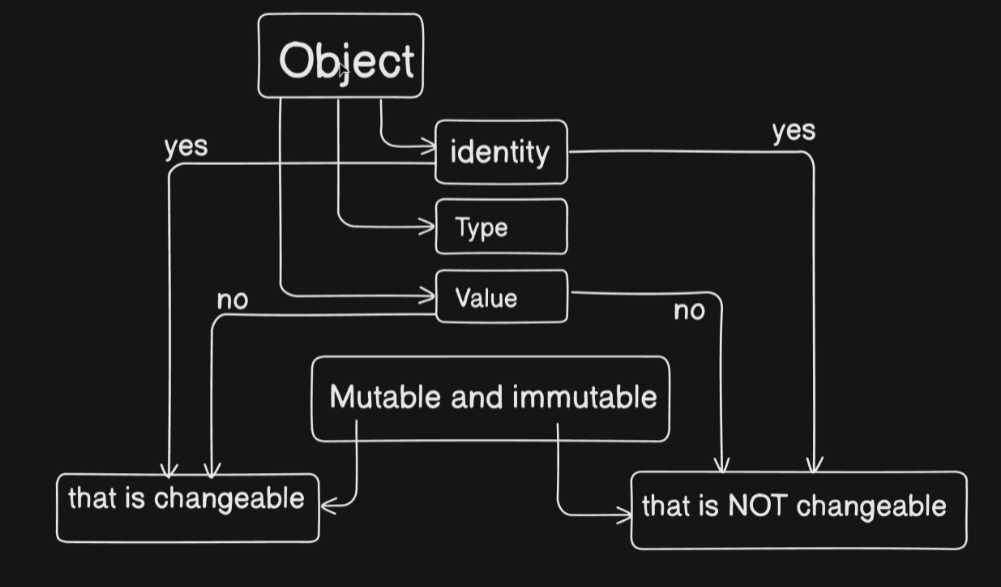 Object
yes
identity
yes
Type
no
Value
no
Mutable and immutable
that is changeable
that is NOT changeable